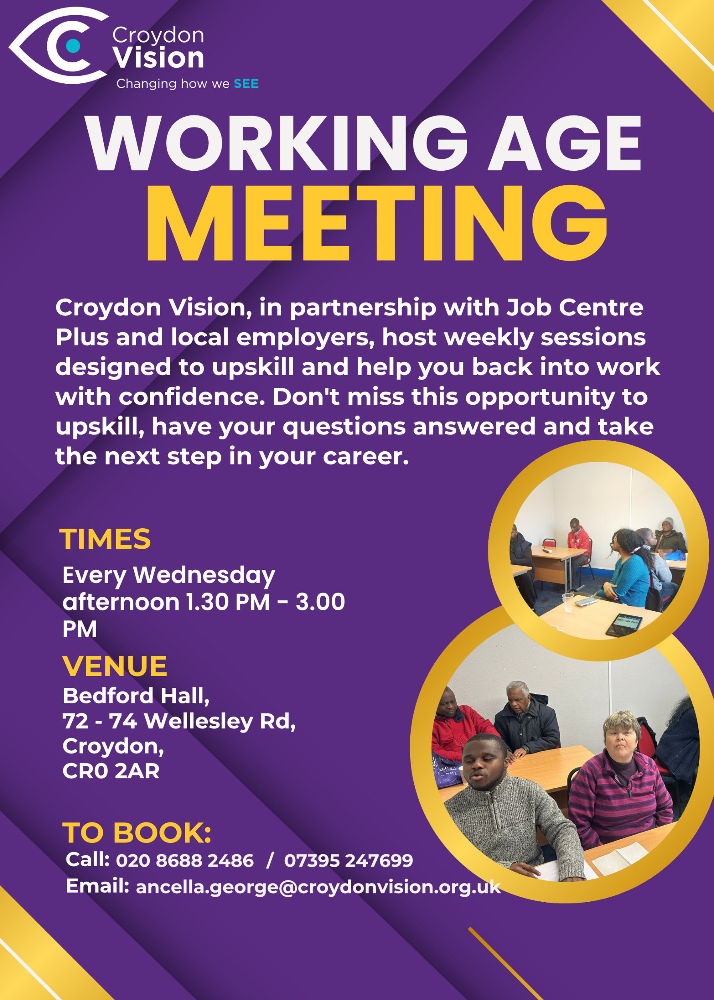 Croydon
Vision
Changing how we SEE
WORKING AGE
MEETING
Croydon Vision, in partnership with Job Centre
Plus and local employers, host weekly sessions
designed to upskill and help you back into work
with confidence. Don't miss this opportunity to
upskill, have your questions answered and take
the next step in your career.
TIMES
Every Wednesday
afternoon 1.30 PM - 3.00
PM
VENUE
Bedford Hall,
72 - 74 Wellesley Rd,
Croydon,
CR0 2AR
TO BOOK:
Call: 020 8688 2486 / 07395 247699
Email: ancella.george@croydonvision.org.uk